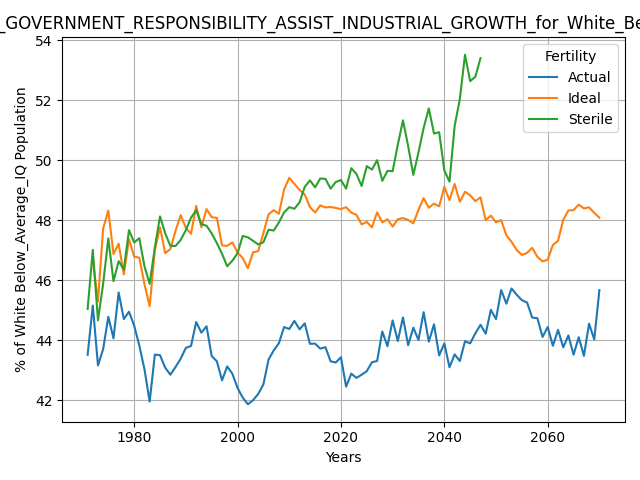 _GOVERNMENT_RESPONSIBILITY_ASSIST_INDUSTRIAL_GROWTH_for_White_Be
54
52
50
48
46
44
42
% of White Below_Average_IQ Population
Fertility
Actual
Ideal
Sterile
1980
2000
2020
2040
2060
Years